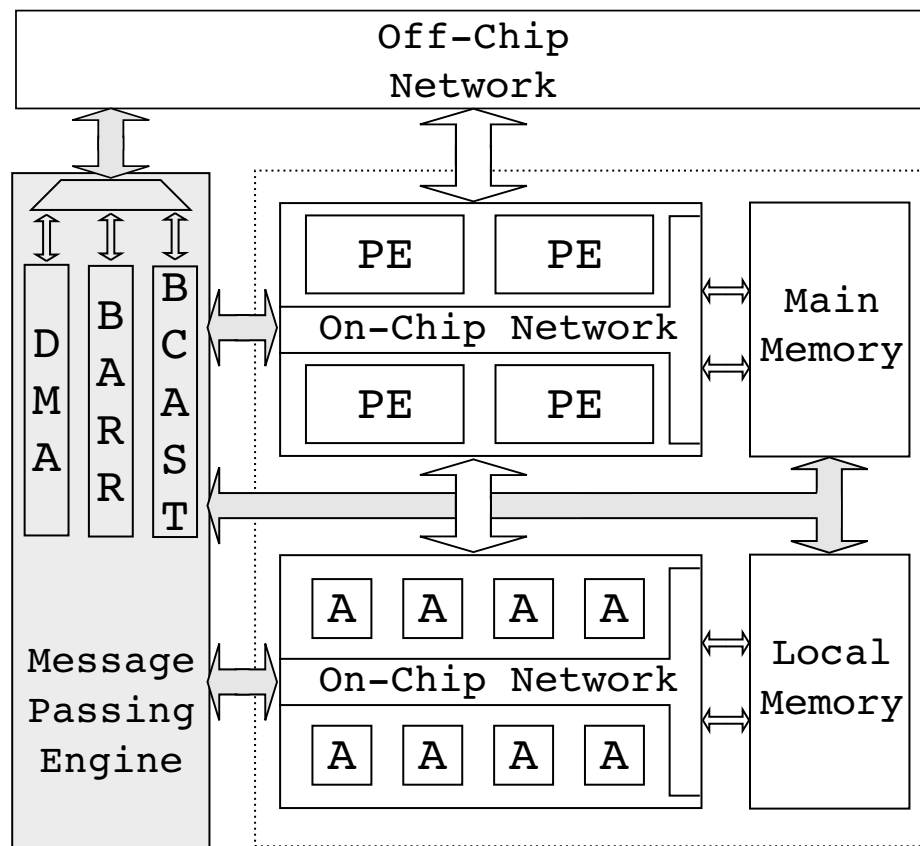 Off-Chip
Network
DMA
BARR
BCAST
PE PE
On-Chip Network
PE PE
Main
Memory
A A A A
On-Chip Network
A A A A
Local
Memory
Message
Passing
Engine